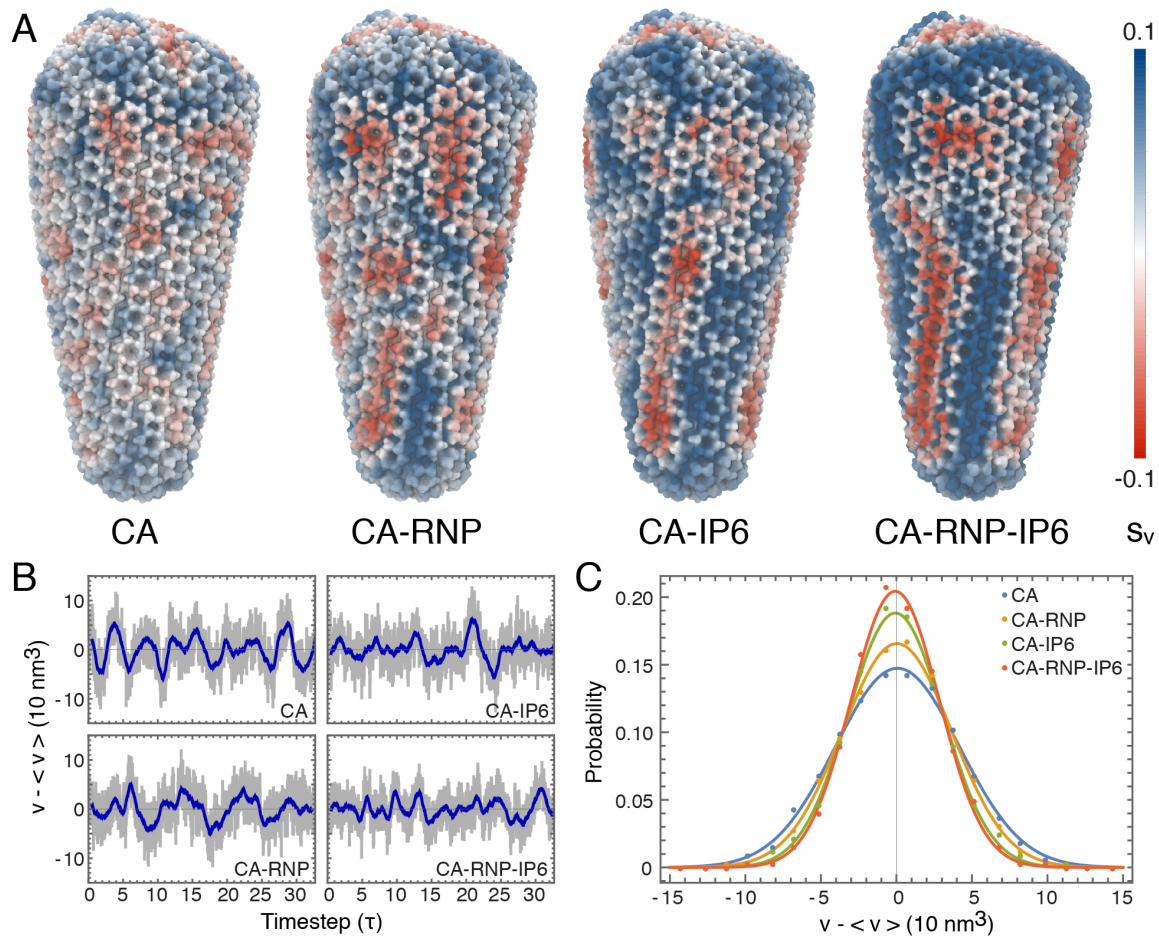 A
0.1
-0.1
CA CA-RNP CA-IP6 CA-RNP-IP6 sᵥ
B
v - < v > (10 nm³)
10
0
-10
CA
CA-IP6
10
0
-10
CA-RNP
CA-RNP-IP6
0 5 10 15 20 25 30 0 5 10 15 20 25 30
Timestep (τ)
C
Probability
0.20
0.15
0.10
0.05
0
CA
CA-RNP
CA-IP6
CA-RNP-IP6
-15 -10 -5 0 5 10 15
v - < v > (10 nm³)